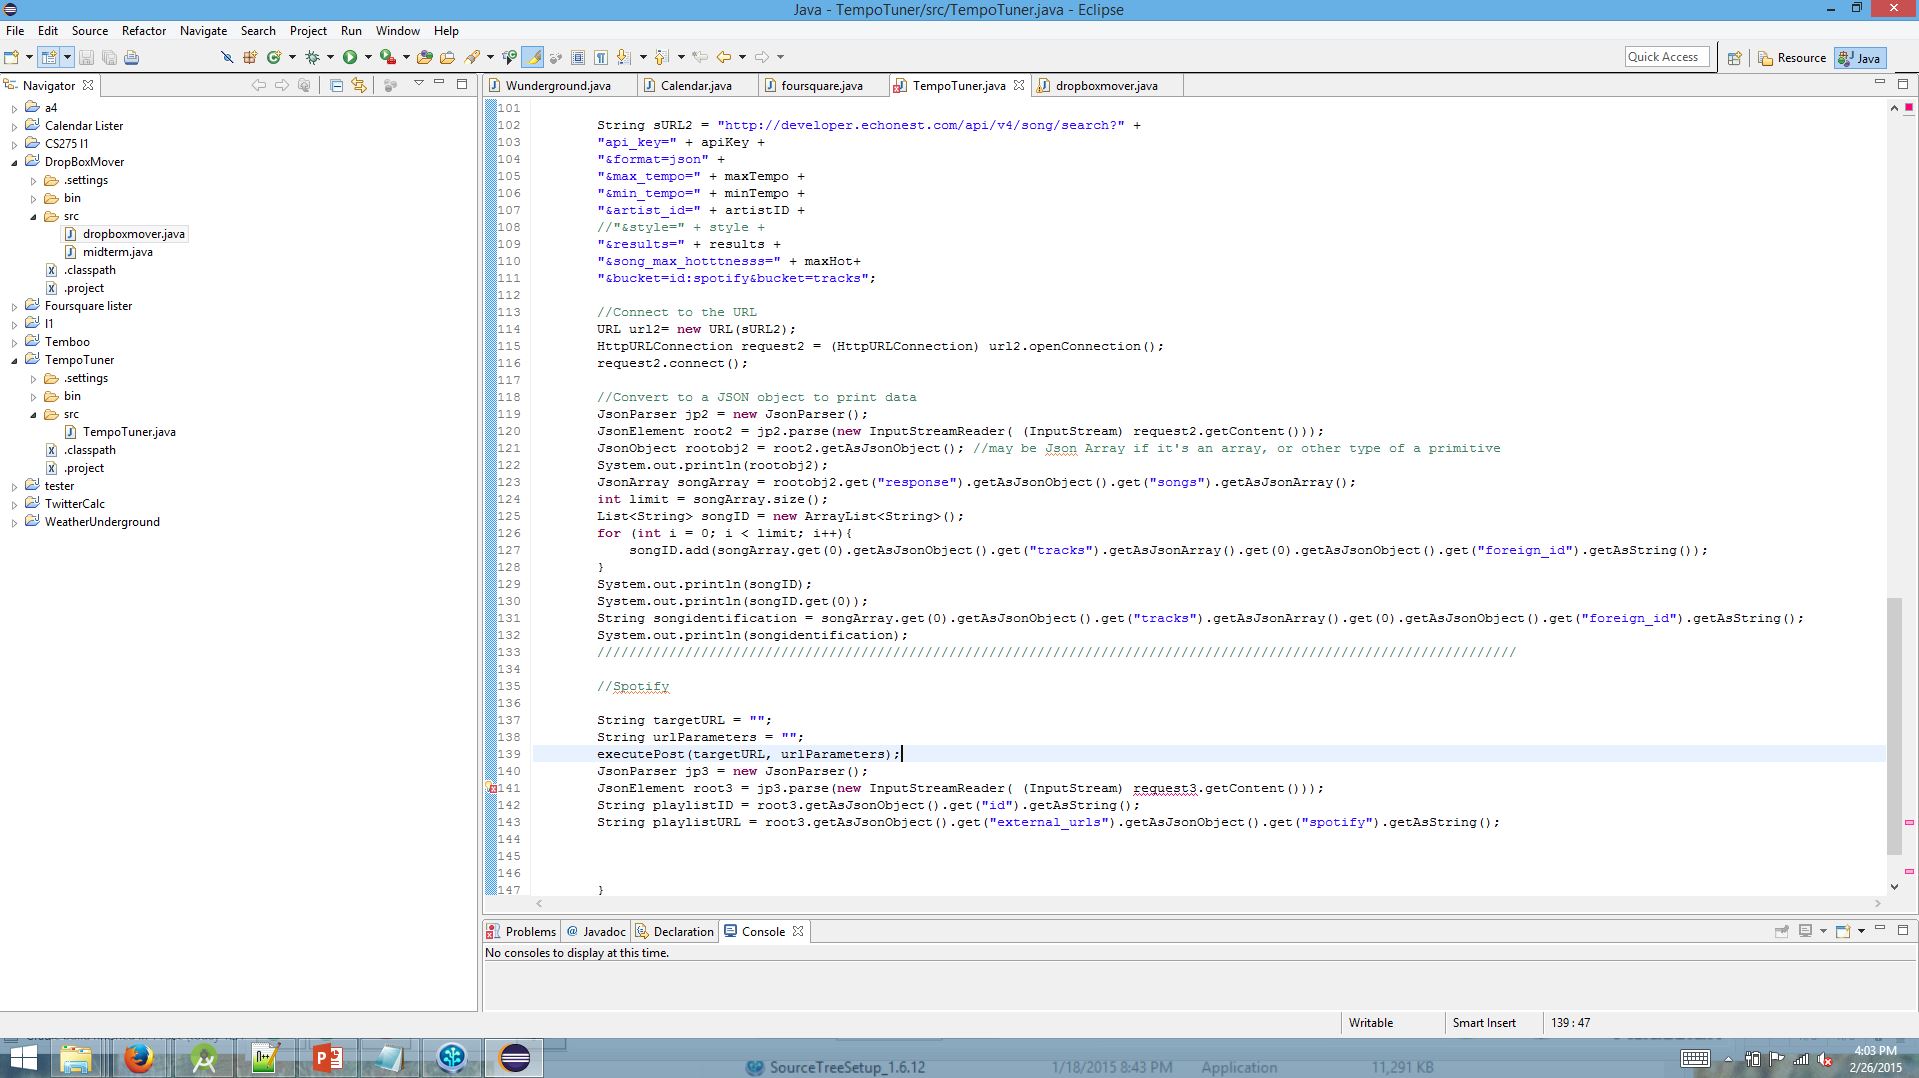 Java - TempoTuner/src/TempoTuner.java - Eclipse
File Edit Source Refactor Navigate Search Project Run Window Help
Quick Access
Resource
Java
Navigator
a4
Calendar Lister
CS275 l1
DropBoxMover
.settings
bin
src
dropboxmover.java
midterm.java
.classpath
.project
Foursquare lister
l1
Temboo
TempoTuner
.settings
bin
src
TempoTuner.java
.classpath
.project
tester
TwitterCalc
WeatherUnderground
Wunderground.java Calendar.java foursquare.java TempoTuner.java dropboxmover.java
101
102 String sURL2 = "http://developer.echonest.com/api/v4/song/search?" +
103 "api_key=" + apiKey +
104 "&format=json" +
105 "&max_tempo=" + maxTempo +
106 "&min_tempo=" + minTempo +
107 "&artist_id=" + artistID +
108 //"&style=" + style +
109 "&results=" + results +
110 "&song_max_hotttnesss=" + maxHot+
111 "&bucket=id:spotify&bucket=tracks";
112
113 //Connect to the URL
114 URL url2= new URL(sURL2);
115 HttpURLConnection request2 = (HttpURLConnection) url2.openConnection();
116 request2.connect();
117
118 //Convert to a JSON object to print data
119 JsonParser jp2 = new JsonParser();
120 JsonElement root2 = jp2.parse(new InputStreamReader( (InputStream) request2.getContent()));
121 JsonObject rootobj2 = root2.getAsJsonObject(); //may be Json Array if it's an array, or other type of a primitive
122 System.out.println(rootobj2);
123 JsonArray songArray = rootobj2.get("response").getAsJsonObject().get("songs").getAsJsonArray();
124 int limit = songArray.size();
125 List<String> songID = new ArrayList<String>();
126 for (int i = 0; i < limit; i++){
127 songID.add(songArray.get(0).getAsJsonObject().get("tracks").getAsJsonArray().get(0).getAsJsonObject().get("foreign_id").getAsString());
128 }
129 System.out.println(songID);
130 System.out.println(songID.get(0));
131 String songidentification = songArray.get(0).getAsJsonObject().get("tracks").getAsJsonArray().get(0).getAsJsonObject().get("foreign_id").getAsString();
132 System.out.println(songidentification);
133 ///////////////////////////////////////////////////////////////////////////////////////////////////////////////////
134
135 //Spotify
136
137 String targetURL = "";
138 String urlParameters = "";
139 executePost(targetURL, urlParameters);
140 JsonParser jp3 = new JsonParser();
141 JsonElement root3 = jp3.parse(new InputStreamReader( (InputStream) request3.getContent()));
142 String playlistID = root3.getAsJsonObject().get("id").getAsString();
143 String playlistURL = root3.getAsJsonObject().get("external_urls").getAsJsonObject().get("spotify").getAsString();
144
145
146
147 }
Problems @ Javadoc Declaration Console
No consoles to display at this time.
Writable Smart Insert 139 : 47
SourceTreeSetup_1.6.12 1/18/2015 8:43 PM Application 11,291 KB
4:03 PM
2/26/2015